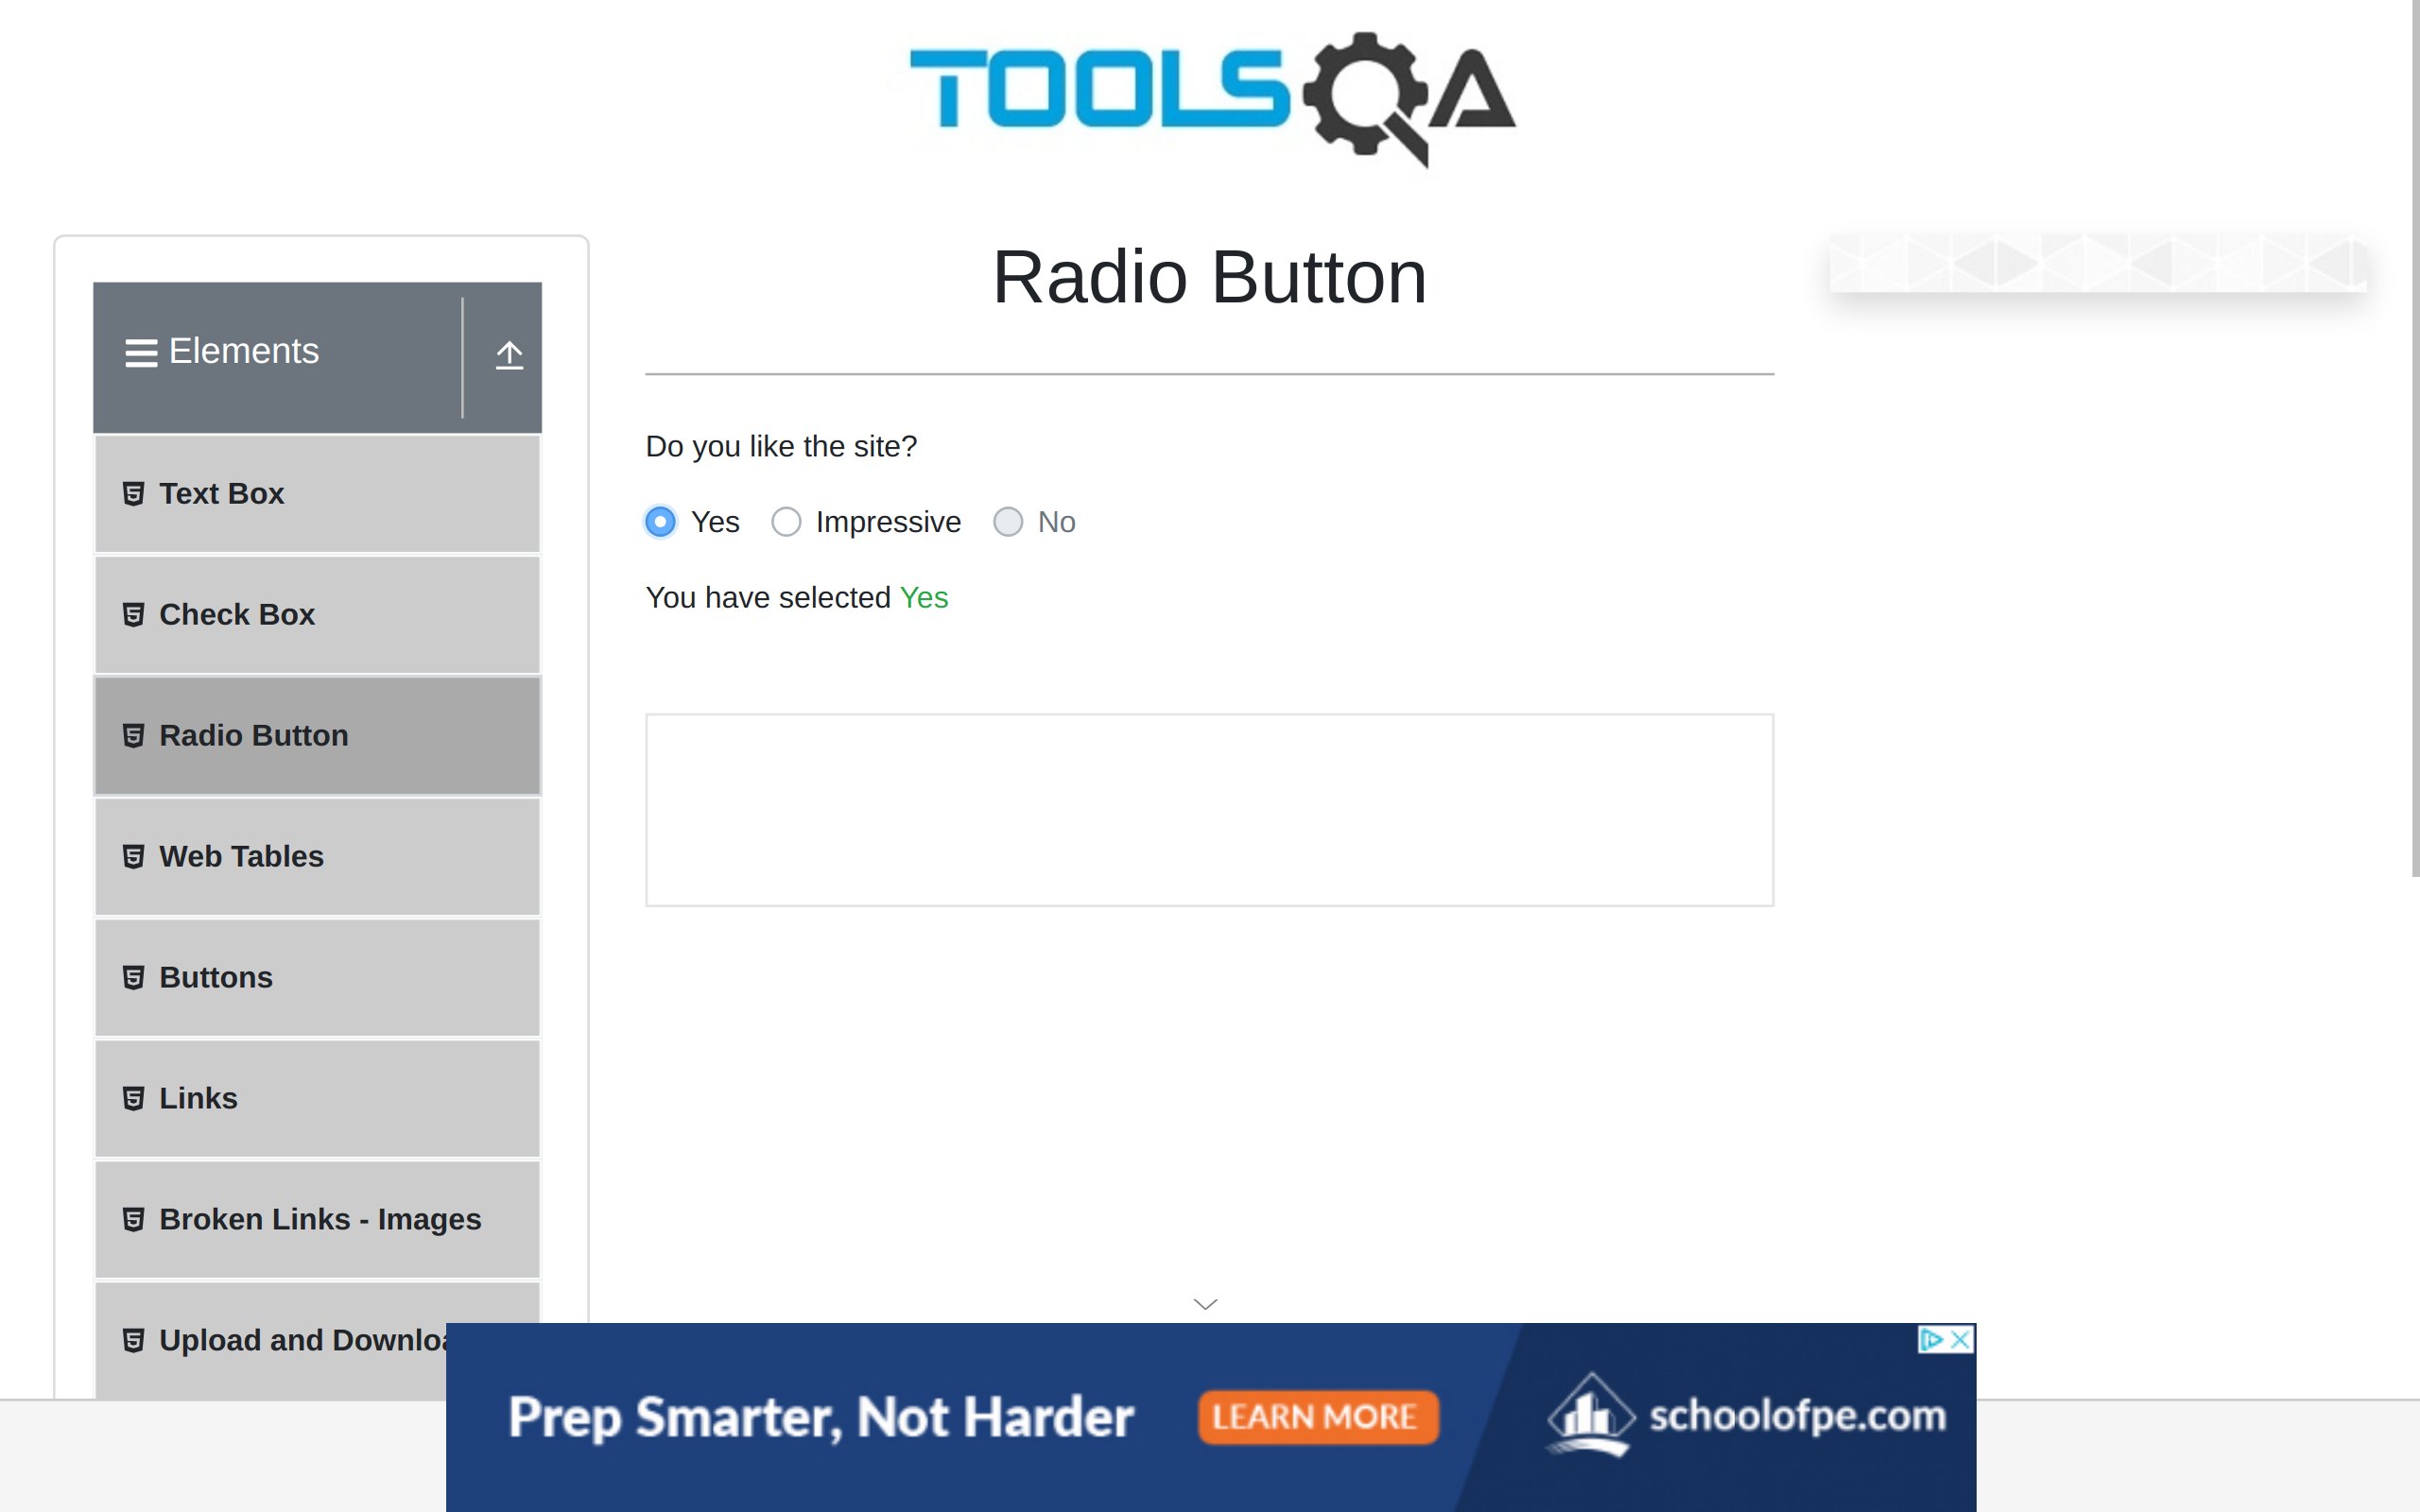 TOOLSQA
Radio Button
Elements
Text Box
Check Box
Radio Button
Web Tables
Buttons
Links
Broken Links - Images
Upload and Downloa
Do you like the site?
Yes Impressive No
You have selected Yes
Prep Smarter, Not Harder LEARN MORE schoolofpe.com